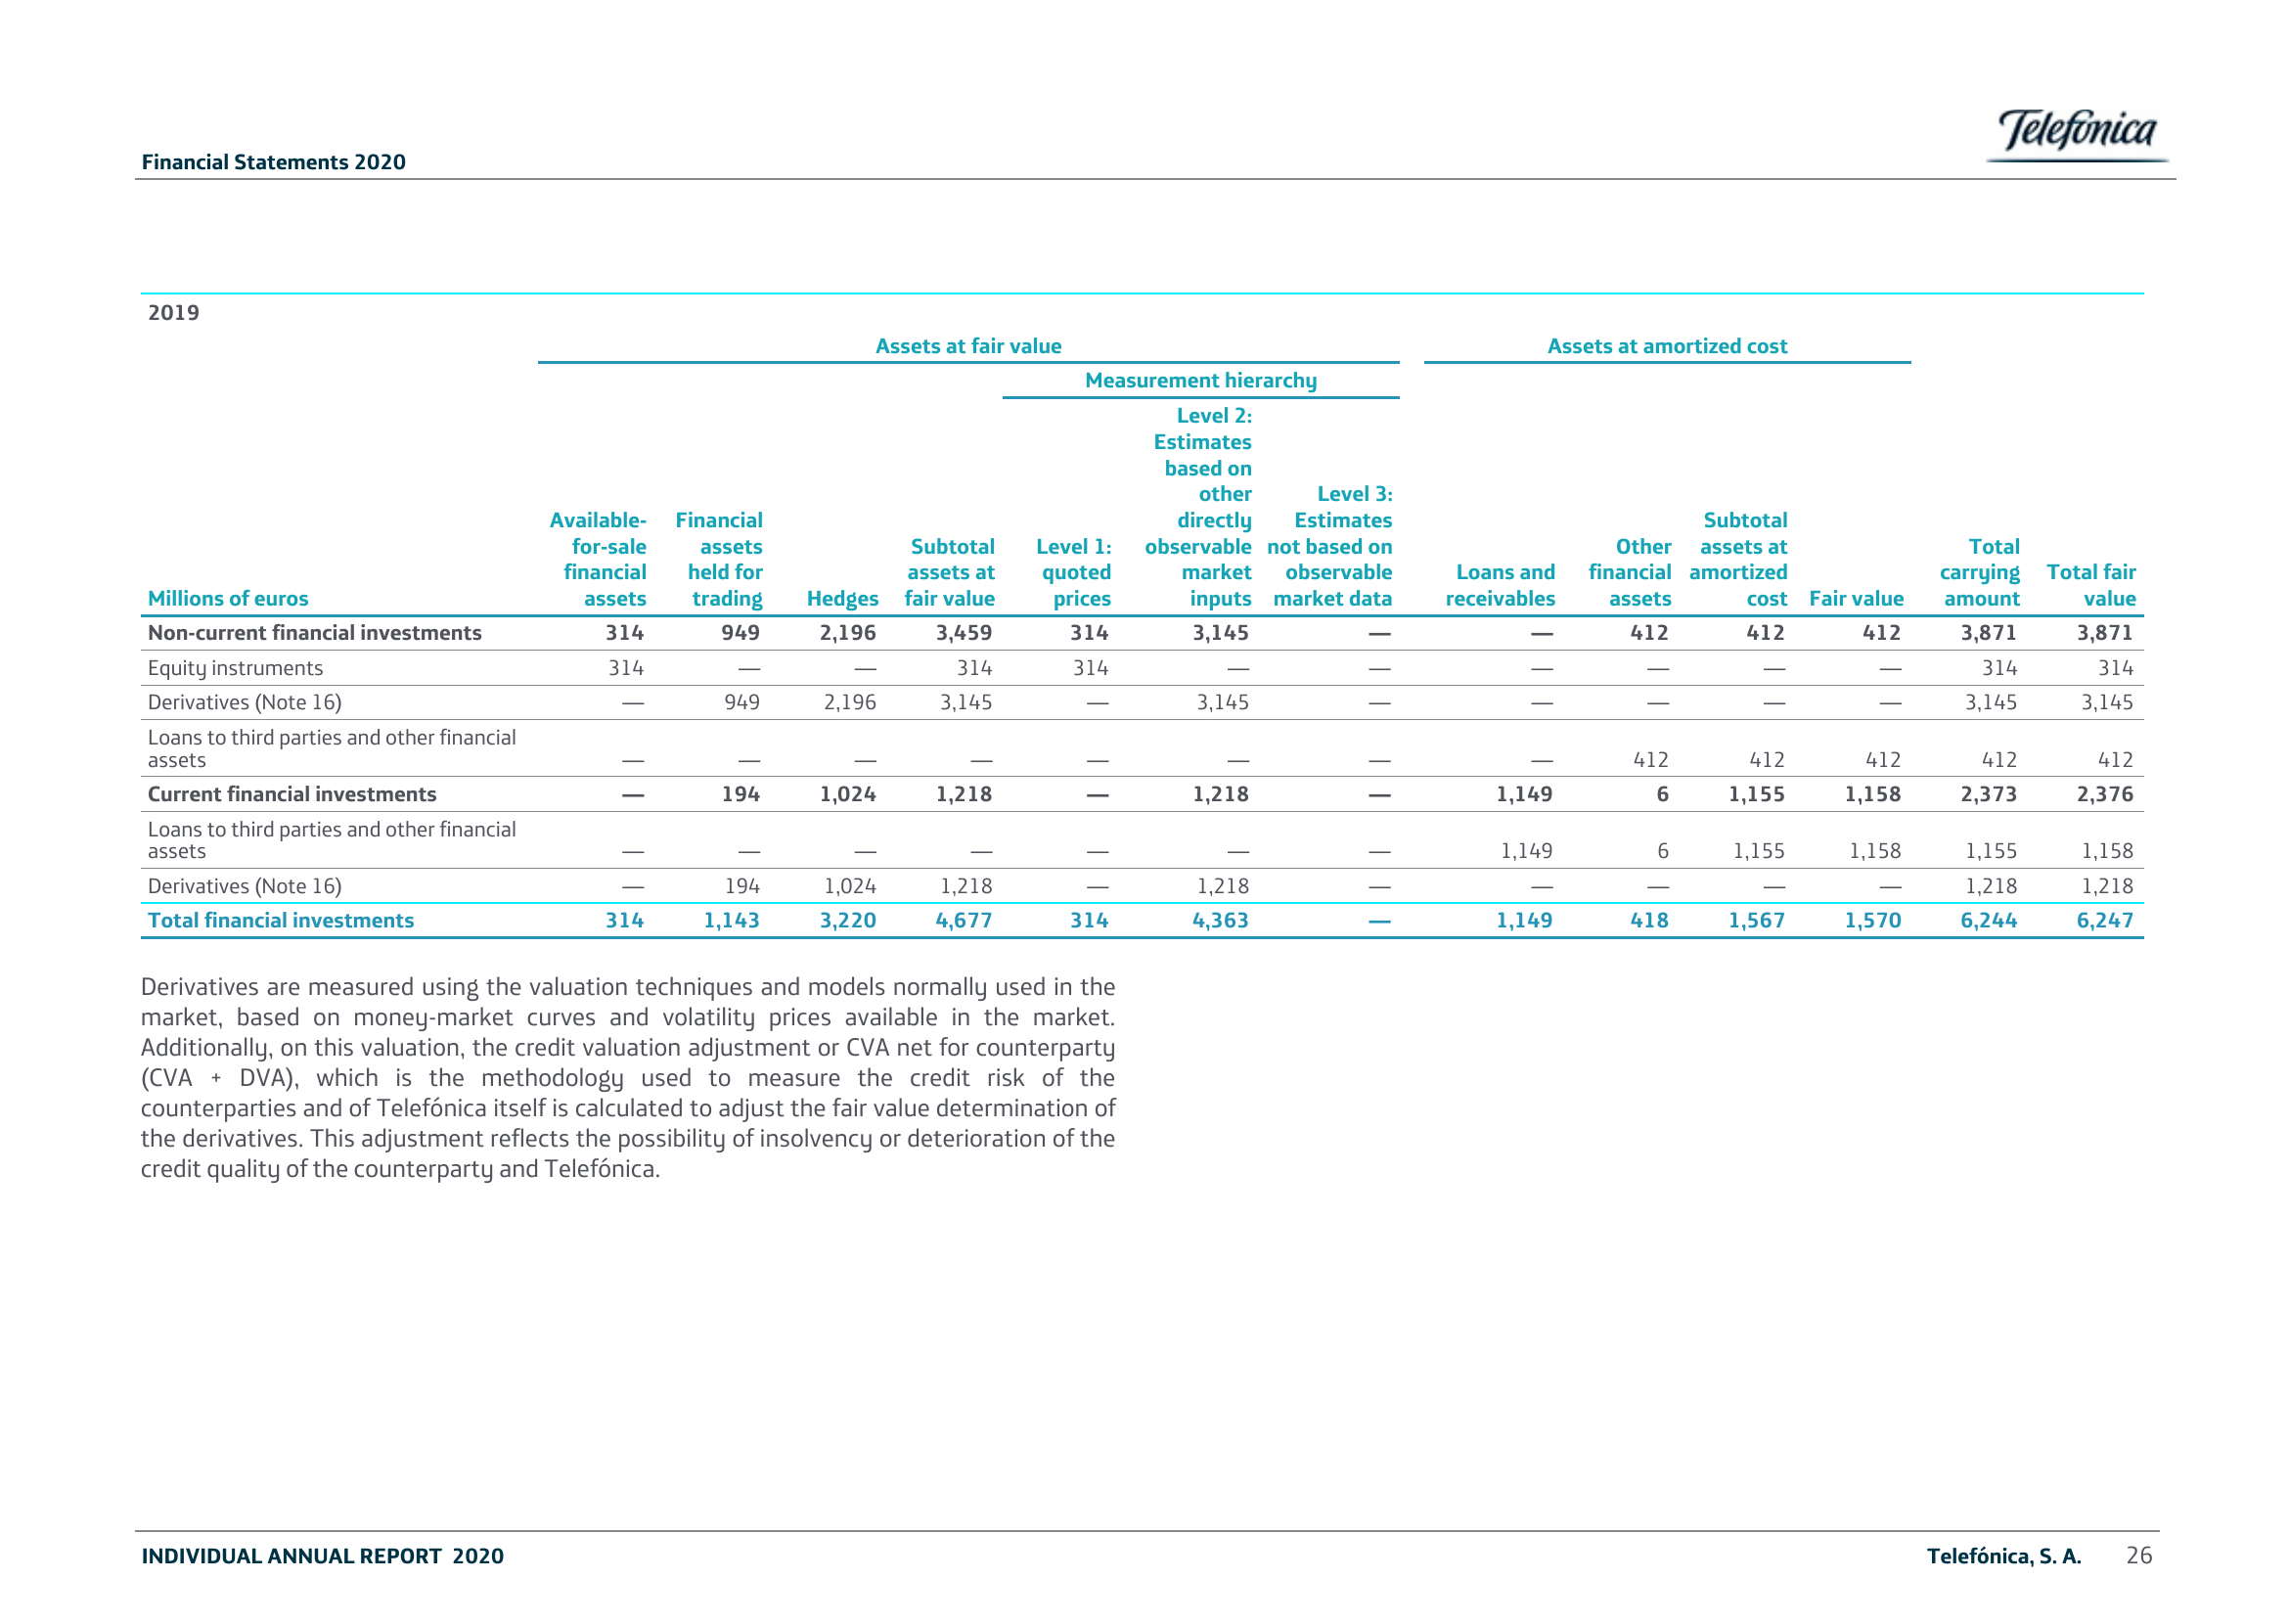 Telefónica
Financial Statements 2020
2019
Assets at fair value Assets at amortized cost
Measurement hierarchy
Millions of euros Available-for-sale financial assets Financial assets held for trading Hedges Subtotal assets at fair value Level 1: quoted prices Level 2: Estimates based on other directly observable market inputs Level 3: Estimates not based on observable market data Loans and receivables Other financial assets Subtotal assets at amortized cost Fair value Total carrying amount Total fair value
Non-current financial investments 314 949 2,196 3,459 314 3,145 — — 412 412 412 3,871 3,871
Equity instruments 314 — — 314 314 — — — — — — 314 314
Derivatives (Note 16) — 949 2,196 3,145 — 3,145 — — — — — 3,145 3,145
Loans to third parties and other financial
assets — — — — — — — — 412 412 412 412 412
Current financial investments — 194 1,024 1,218 — 1,218 — 1,149 6 1,155 1,158 2,373 2,376
Loans to third parties and other financial
assets — — — — — — — 1,149 6 1,155 1,158 1,155 1,158
Derivatives (Note 16) — 194 1,024 1,218 — 1,218 — — — — — 1,218 1,218
Total financial investments 314 1,143 3,220 4,677 314 4,363 — 1,149 418 1,567 1,570 6,244 6,247
Derivatives are measured using the valuation techniques and models normally used in the
market, based on money-market curves and volatility prices available in the market.
Additionally, on this valuation, the credit valuation adjustment or CVA net for counterparty
(CVA + DVA), which is the methodology used to measure the credit risk of the
counterparties and of Telefónica itself is calculated to adjust the fair value determination of
the derivatives. This adjustment reflects the possibility of insolvency or deterioration of the
credit quality of the counterparty and Telefónica.
INDIVIDUAL ANNUAL REPORT 2020 Telefónica, S. A. 26